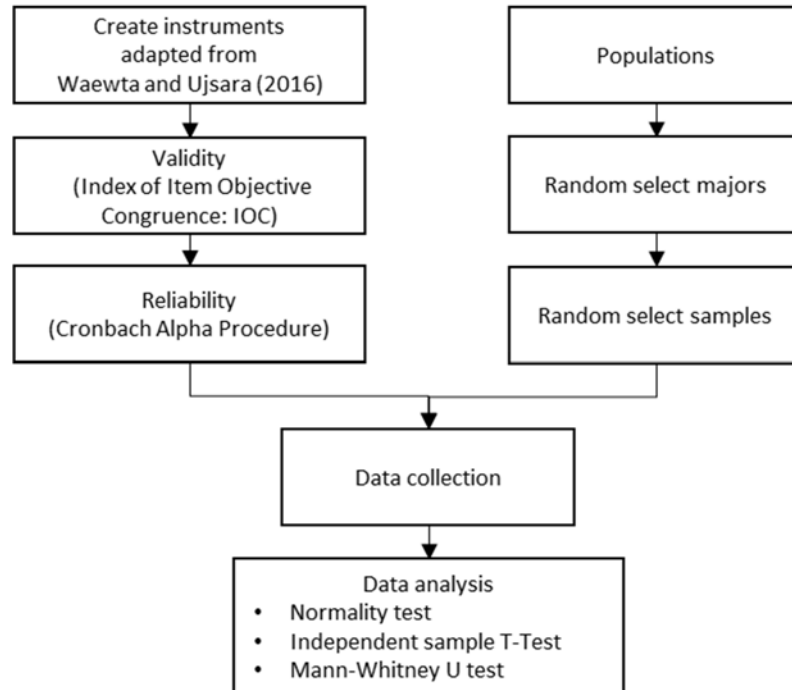 Create instruments
adapted from
Waewta and Ujsara (2016)
Validity
(Index of Item Objective
Congruence: IOC)
Reliability
(Cronbach Alpha Procedure)
Populations
Random select majors
Random select samples
Data collection
Data analysis
• Normality test
• Independent sample T-Test
• Mann-Whitney U test